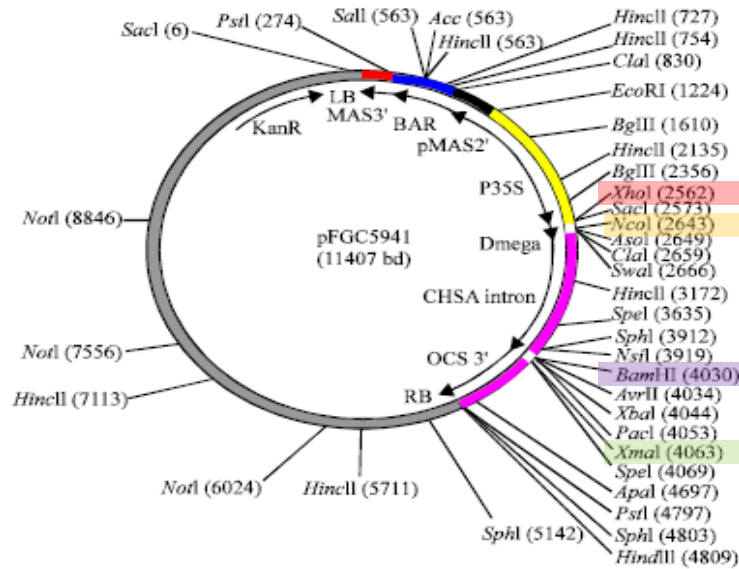 SacI (6)
PstI (274)
SalI (563)
Acc (563)
HincII (563)
HincII (727)
HincII (754)
ClaI (830)
EcoRI (1224)
BgIII (1610)
HincII (2135)
BgIII (2356)
XhoI (2562)
SacI (2573)
NcoI (2643)
AsoI (2649)
ClaI (2659)
SwaI (2666)
HincII (3172)
SpeI (3635)
SphI (3912)
NsiI (3919)
BamHI (4030)
AvrII (4034)
XbaI (4044)
PacI (4053)
XmaI (4063)
SpeI (4069)
ApaI (4697)
PstI (4797)
SphI (4803)
HindIII (4809)
SphI (5142)
HincII (5711)
NotI (6024)
HincII (7113)
NotI (7556)
NotI (8846)
KanR
LB
MAS3'
BAR
pMAS2'
P35S
Dmega
CHSA intron
OCS 3'
RB
pFGC5941
(11407 bd)